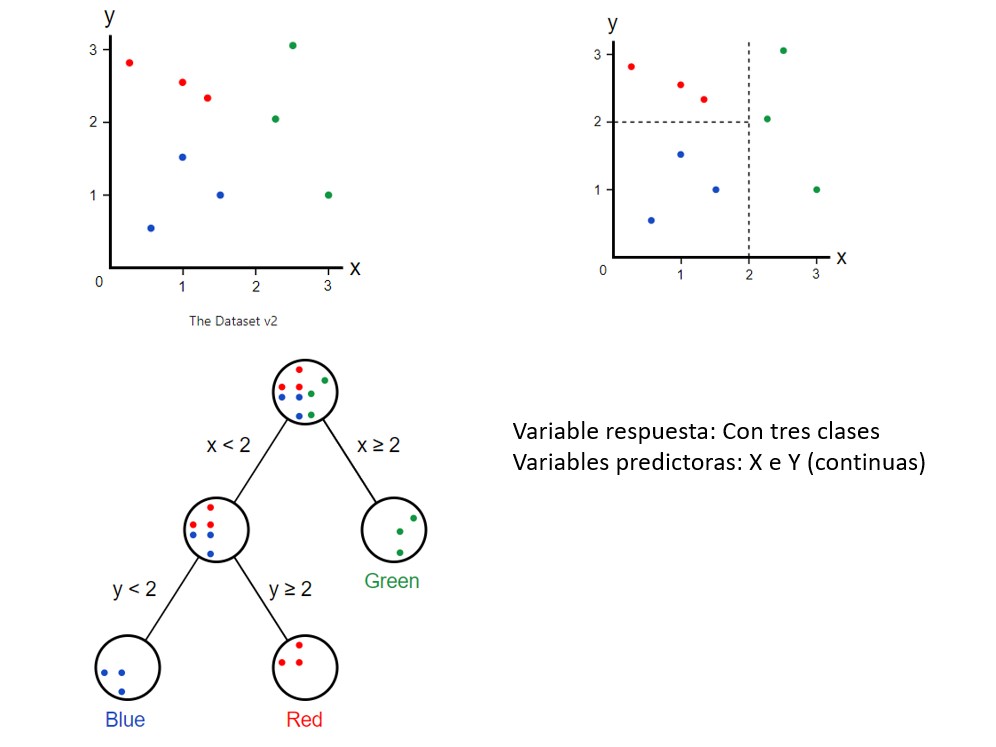 y
3
2
1
0
1
2
3
x
The Dataset v2
y
3
2
1
0
1
2
3
x
x < 2
x ≥ 2
y < 2
y ≥ 2
Green
Blue
Red
Variable respuesta: Con tres clases
Variables predictoras: X e Y (continuas)